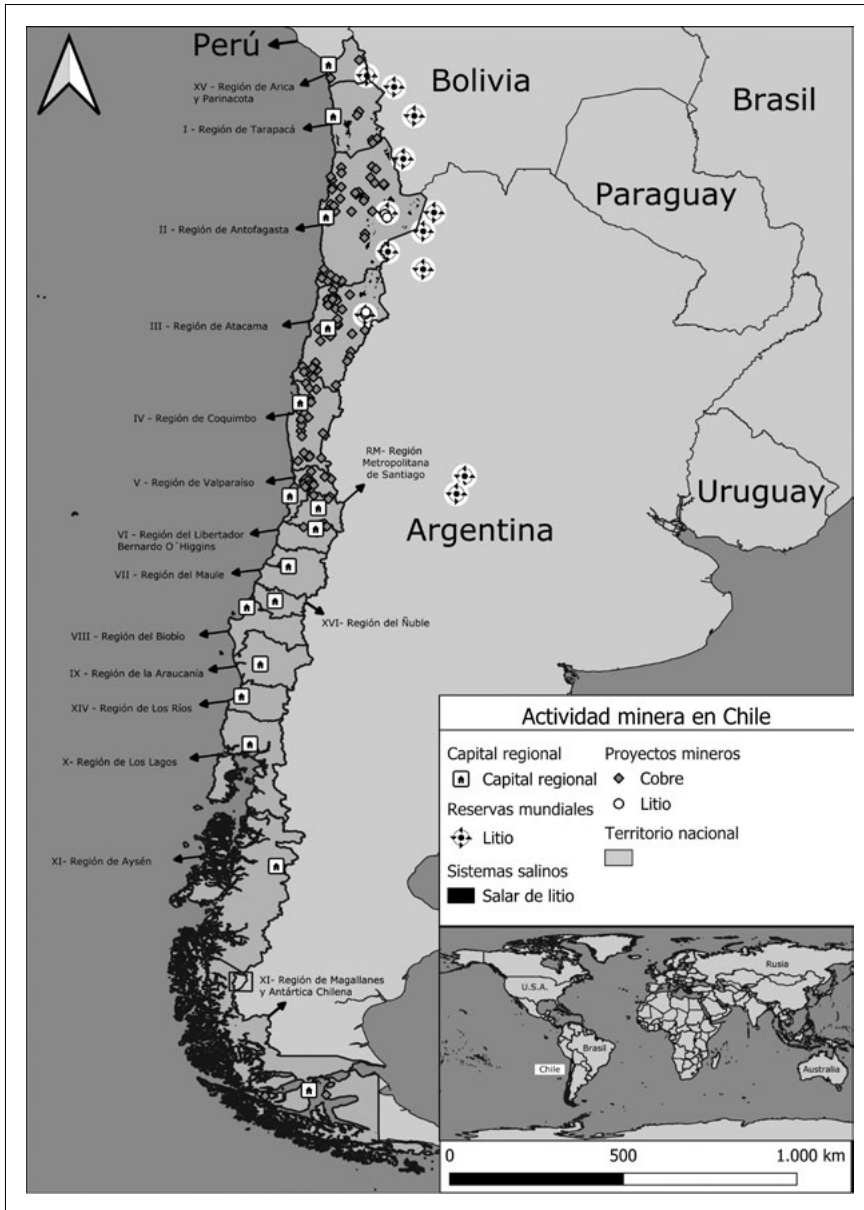 Perú
Bolivia
Brasil
Paraguay
Argentina
Uruguay
XV - Región de Arica
y Parinacota
I - Región de Tarapacá
II - Región de Antofagasta
III - Región de Atacama
IV - Región de Coquimbo
RM- Región
Metropolitana
de Santiago
V - Región de Valparaíso
VI - Región del Libertador
Bernardo O´Higgins
VII - Región del Maule
XVI- Región del Ñuble
VIII - Región del Biobío
IX - Región de la Araucanía
XIV - Región de Los Ríos
X- Región de Los Lagos
XI- Región de Aysén
XI- Región de Magallanes
y Antártica Chilena
Actividad minera en Chile
Capital regional
Capital regional
Reservas mundiales
Litio
Sistemas salinos
Salar de litio
Proyectos mineros
Cobre
Litio
Territorio nacional
Rusia
U.S.A.
Brasil
Chile
Australia
0 500 1.000 km